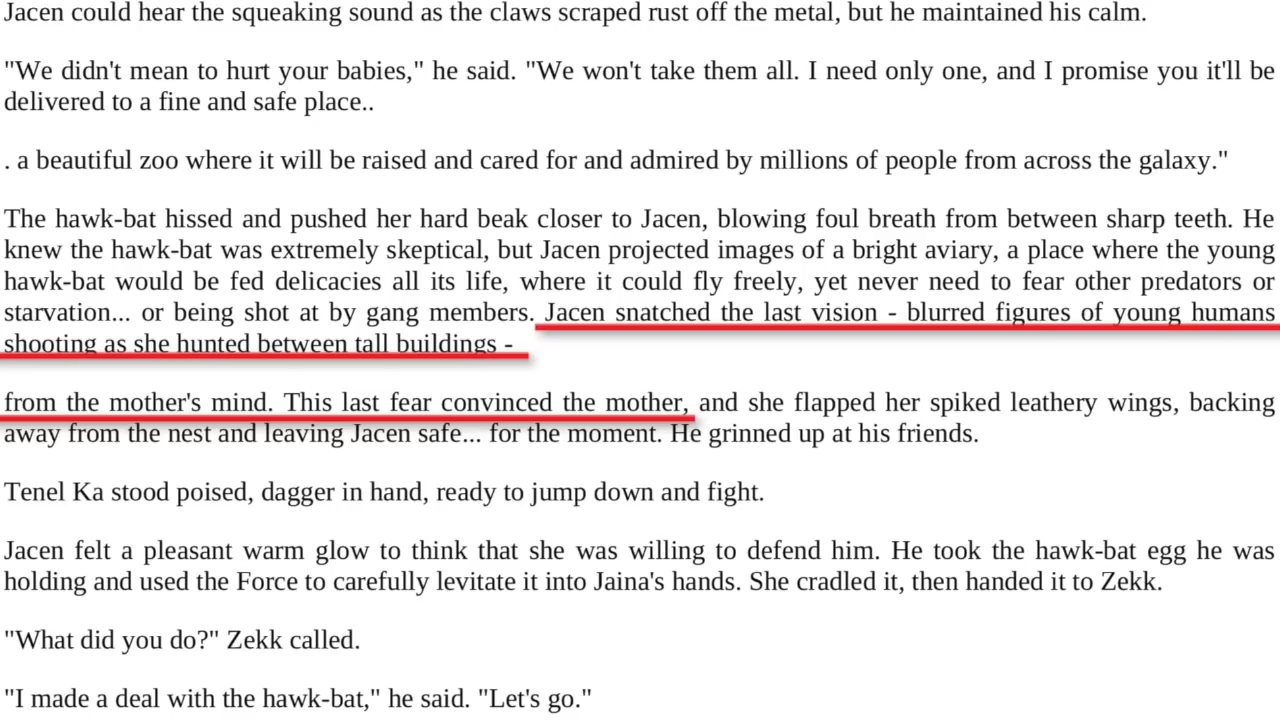 Jacen could hear the squeaking sound as the claws scraped rust off the metal, but he maintained his calm.
"We didn't mean to hurt your babies," he said. "We won't take them all. I need only one, and I promise you it'll be
delivered to a fine and safe place..
. a beautiful zoo where it will be raised and cared for and admired by millions of people from across the galaxy."
The hawk-bat hissed and pushed her hard beak closer to Jacen, blowing foul breath from between sharp teeth. He
knew the hawk-bat was extremely skeptical, but Jacen projected images of a bright aviary, a place where the young
hawk-bat would be fed delicacies all its life, where it could fly freely, yet never need to fear other predators or
starvation... or being shot at by gang members. Jacen snatched the last vision - blurred figures of young humans
shooting as she hunted between tall buildings -
from the mother's mind. This last fear convinced the mother, and she flapped her spiked leathery wings, backing
away from the nest and leaving Jacen safe... for the moment. He grinned up at his friends.
Tenel Ka stood poised, dagger in hand, ready to jump down and fight.
Jacen felt a pleasant warm glow to think that she was willing to defend him. He took the hawk-bat egg he was
holding and used the Force to carefully levitate it into Jaina's hands. She cradled it, then handed it to Zekk.
"What did you do?" Zekk called.
"I made a deal with the hawk-bat," he said. "Let's go."